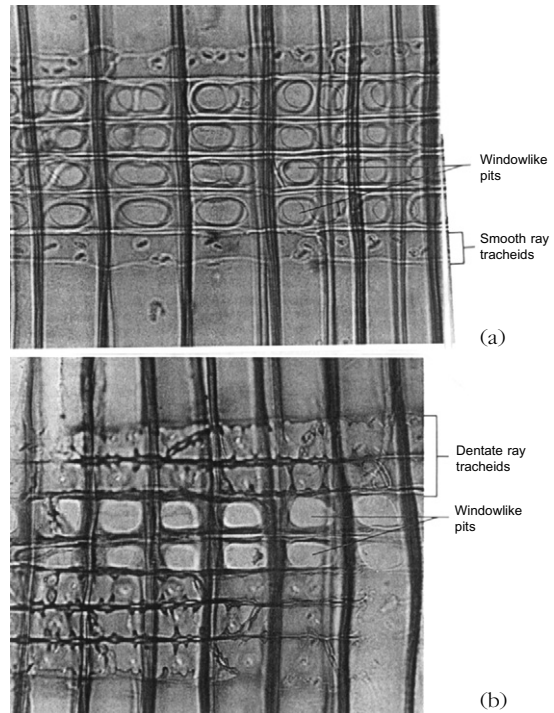 Windowlike
pits
Smooth ray
tracheids
(a)
Dentate ray
tracheids
Windowlike
pits
(b)